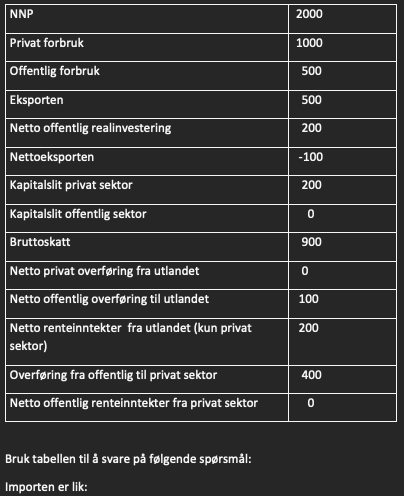 NNP 2000
Privat forbruk 1000
Offentlig forbruk 500
Eksporten 500
Netto offentlig realinvestering 200
Nettoeksporten -100
Kapitalslit privat sektor 200
Kapitalslit offentlig sektor 0
Bruttoskatt 900
Netto privat overføring fra utlandet 0
Netto offentlig overføring til utlandet 100
Netto renteinntekter fra utlandet (kun privat 200
sektor)
Overføring fra offentlig til privat sektor 400
Netto offentlig renteinntekter fra privat sektor 0
Bruk tabellen til å svare på følgende spørsmål:
Importen er lik: